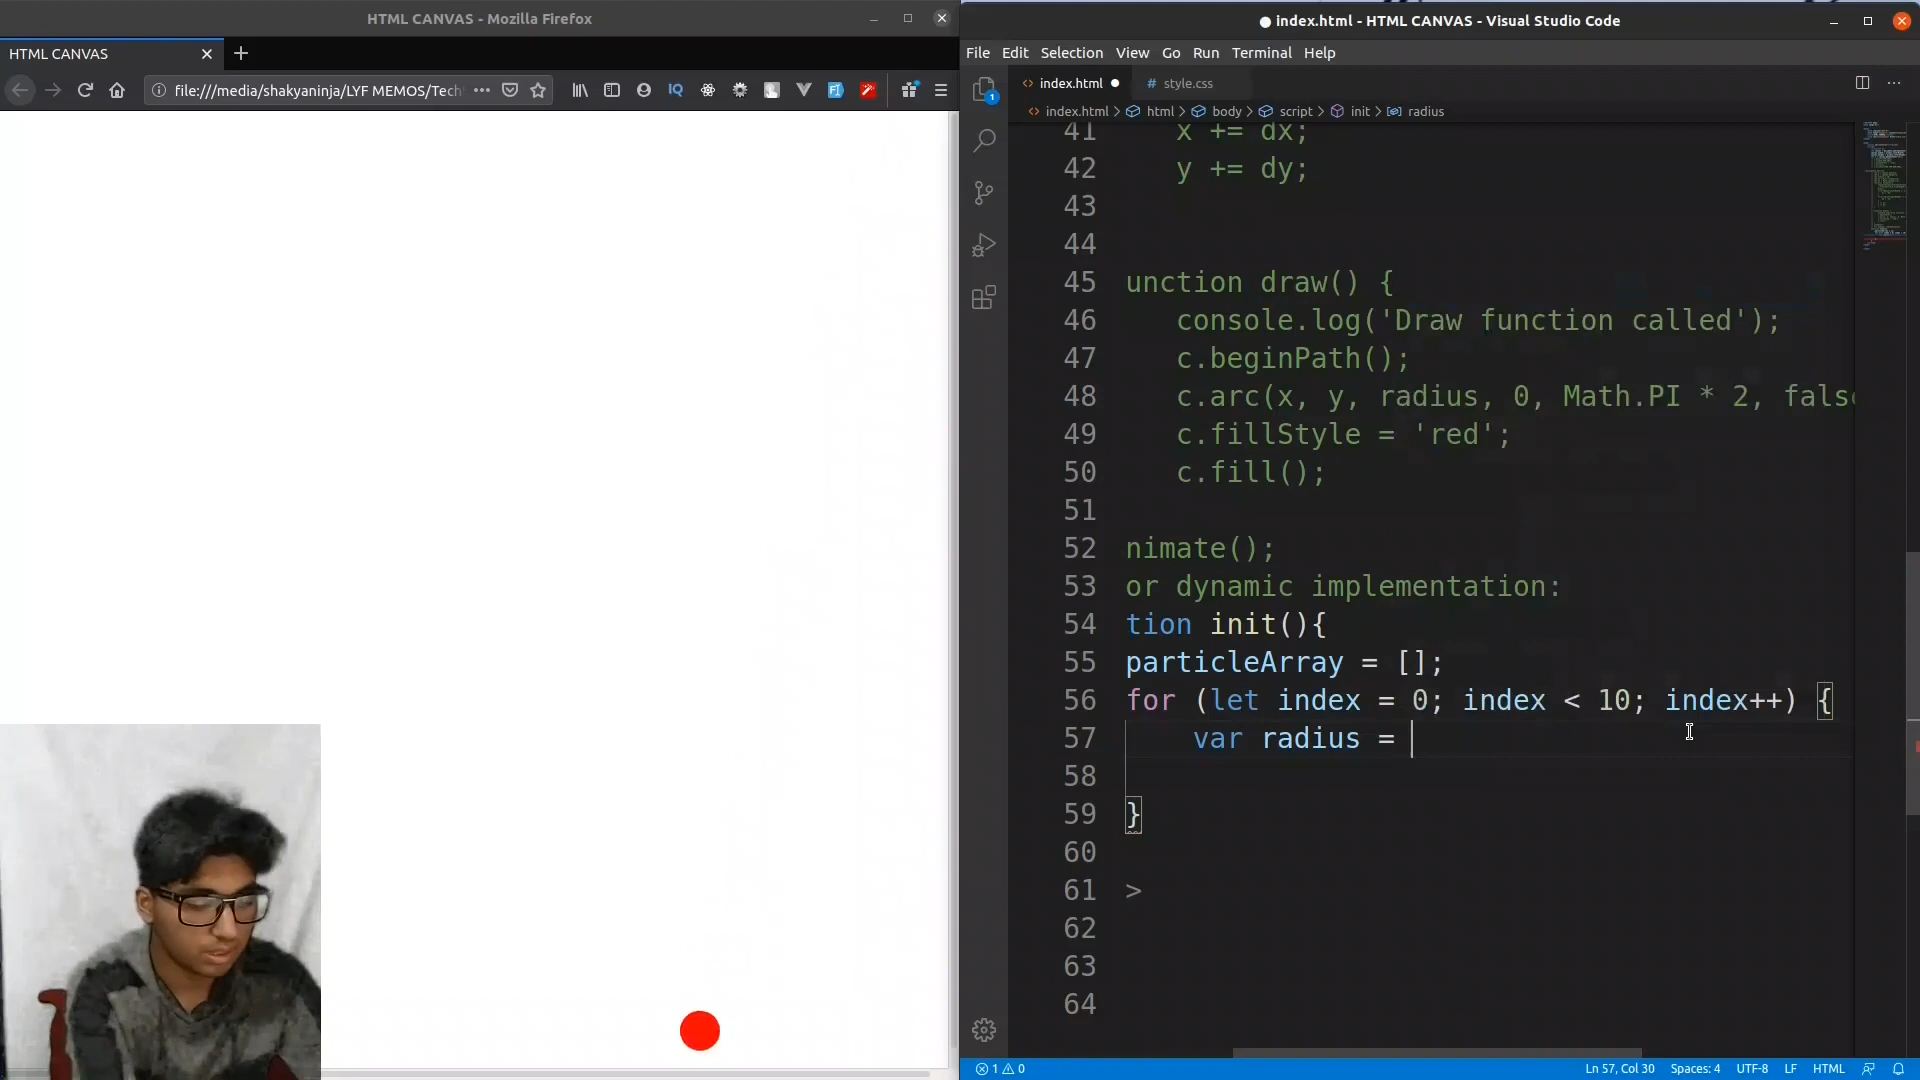 HTML CANVAS - Mozilla Firefox
HTML CANVAS
file:///media/shakyaninja/LYF MEMOS/Tech
index.html - HTML CANVAS - Visual Studio Code
File Edit Selection View Go Run Terminal Help
index.html
# style.css
index.html > html > body > script > init > radius
1
41 x += dx;
42 y += dy;
43
44
45 unction draw() {
46 console.log('Draw function called');
47 c.beginPath();
48 c.arc(x, y, radius, 0, Math.PI * 2, false
49 c.fillStyle = 'red';
50 c.fill();
51
52 nimate();
53 or dynamic implementation:
54 tion init(){
55 particleArray = [];
56 for (let index = 0; index < 10; index++) {
57 var radius =
58
59 }
60
61 >
62
63
64
1 0
Ln 57, Col 30 Spaces: 4 UTF-8 LF HTML